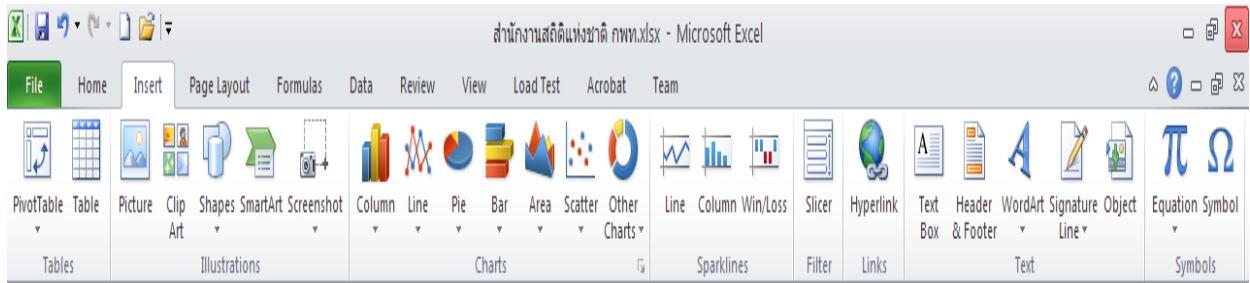 สำนักงานสถิติแห่งชาติ กพท.xlsx - Microsoft Excel
File Home Insert Page Layout Formulas Data Review View Load Test Acrobat Team
PivotTable Table Picture Clip Art Shapes SmartArt Screenshot Column Line Pie Bar Area Scatter Other Charts Line Column Win/Loss Slicer Hyperlink Text Box Header & Footer WordArt Signature Line Object Equation Symbol
Tables Illustrations Charts Sparklines Filter Links Text Symbols